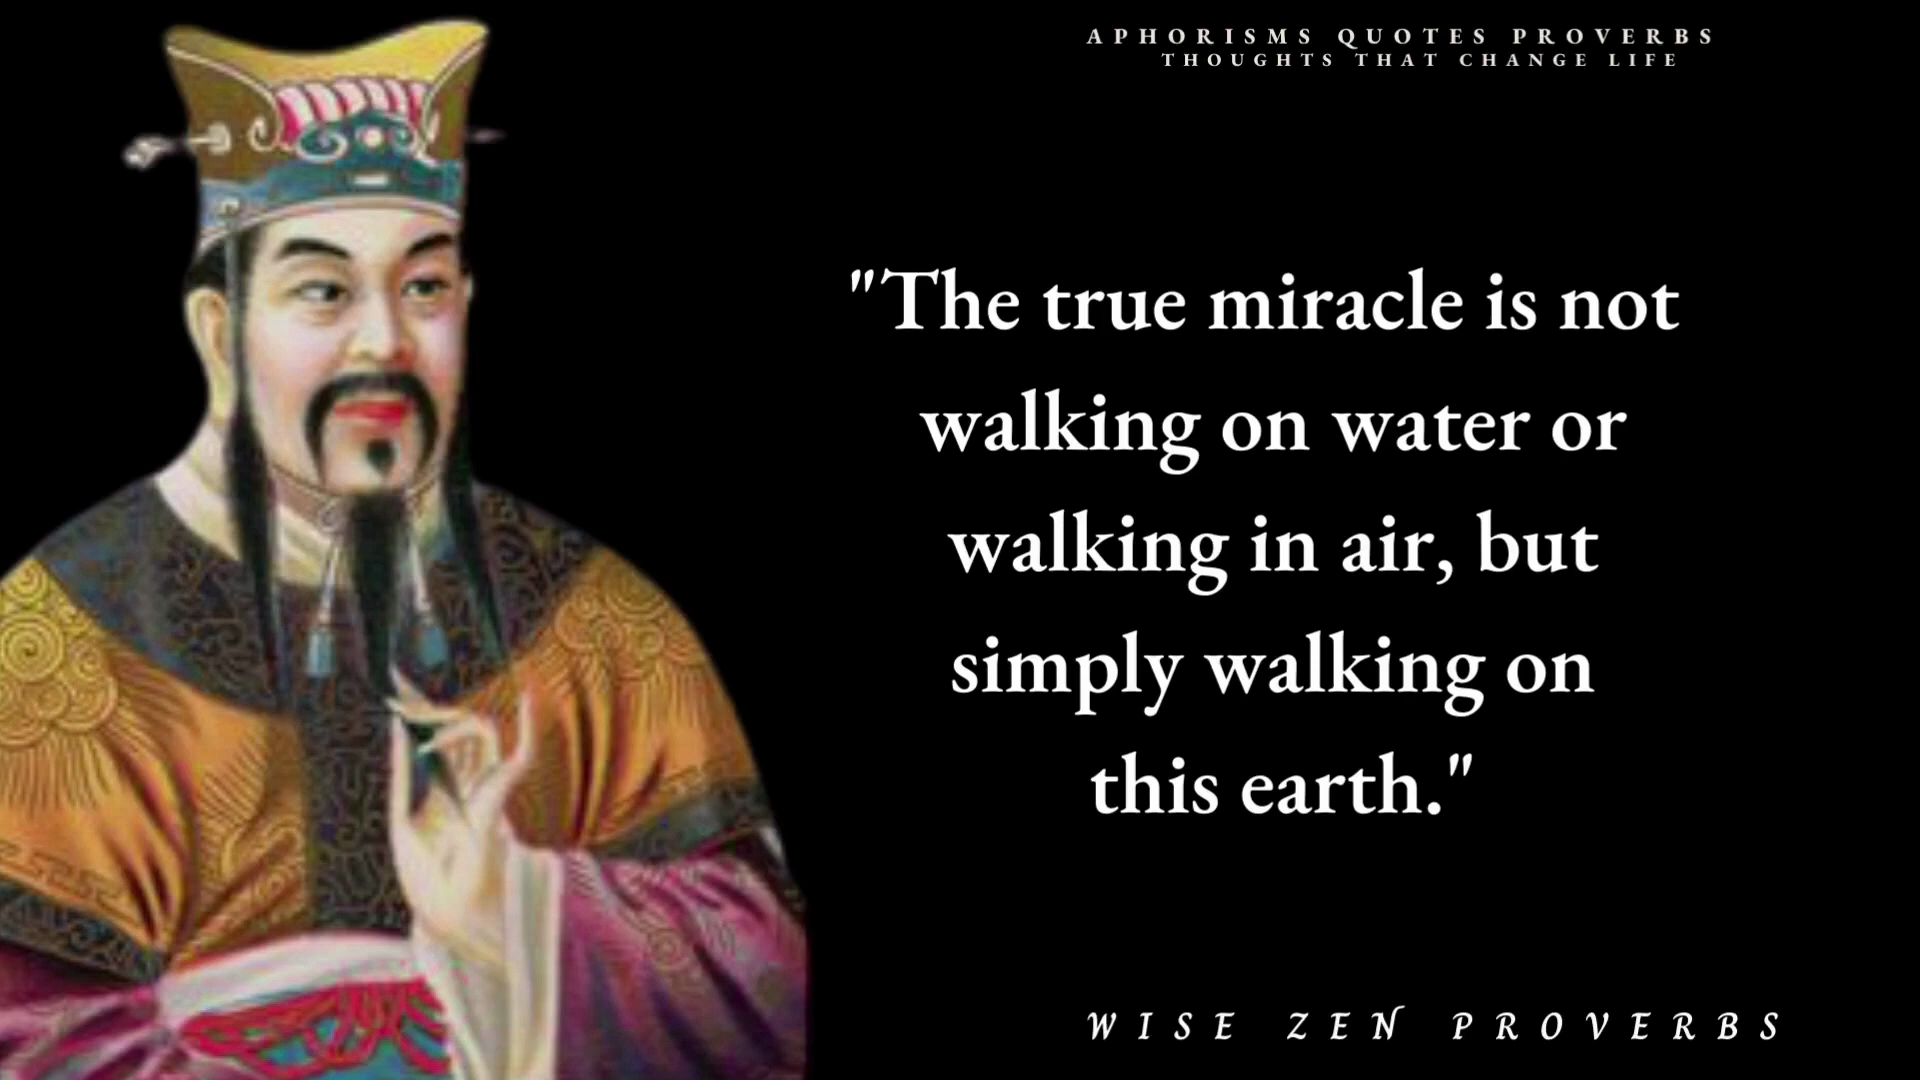 APHORISMS QUOTES PROVERBS
THOUGHTS THAT CHANGE LIFE
"The true miracle is not
walking on water or
walking in air, but
simply walking on
this earth."
WISE ZEN PROVERBS